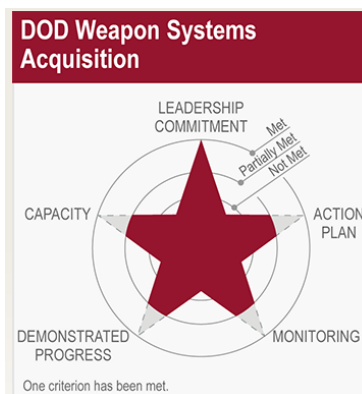 DOD Weapon Systems
Acquisition
LEADERSHIP
COMMITMENT
Met
Partially Met
Not Met
CAPACITY
ACTION
PLAN
DEMONSTRATED
PROGRESS
MONITORING
One criterion has been met.